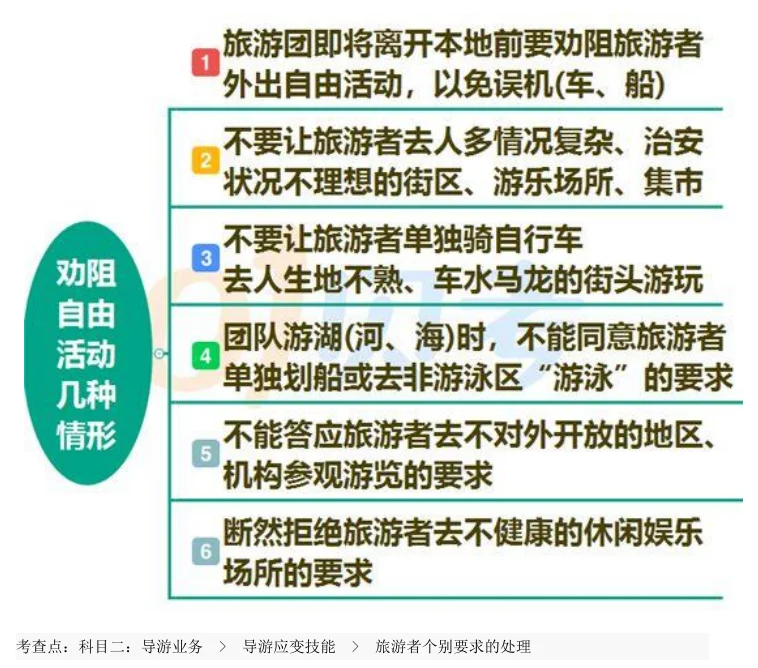 1 旅游团即将离开本地前要劝阻旅游者
外出自由活动，以免误机(车、船)
2 不要让旅游者去人多情况复杂、治安
状况不理想的街区、游乐场所、集市
3 不要让旅游者单独骑自行车
去人生地不熟、车水马龙的街头游玩
劝阻
自由
活动
几种
情形
4 团队游湖(河、海)时，不能同意旅游者
单独划船或去非游泳区“游泳”的要求
5 不能答应旅游者去不对外开放的地区、
机构参观游览的要求
6 断然拒绝旅游者去不健康的休闲娱乐
场所的要求
考查点：科目二：导游业务 > 导游应变技能 > 旅游者个别要求的处理